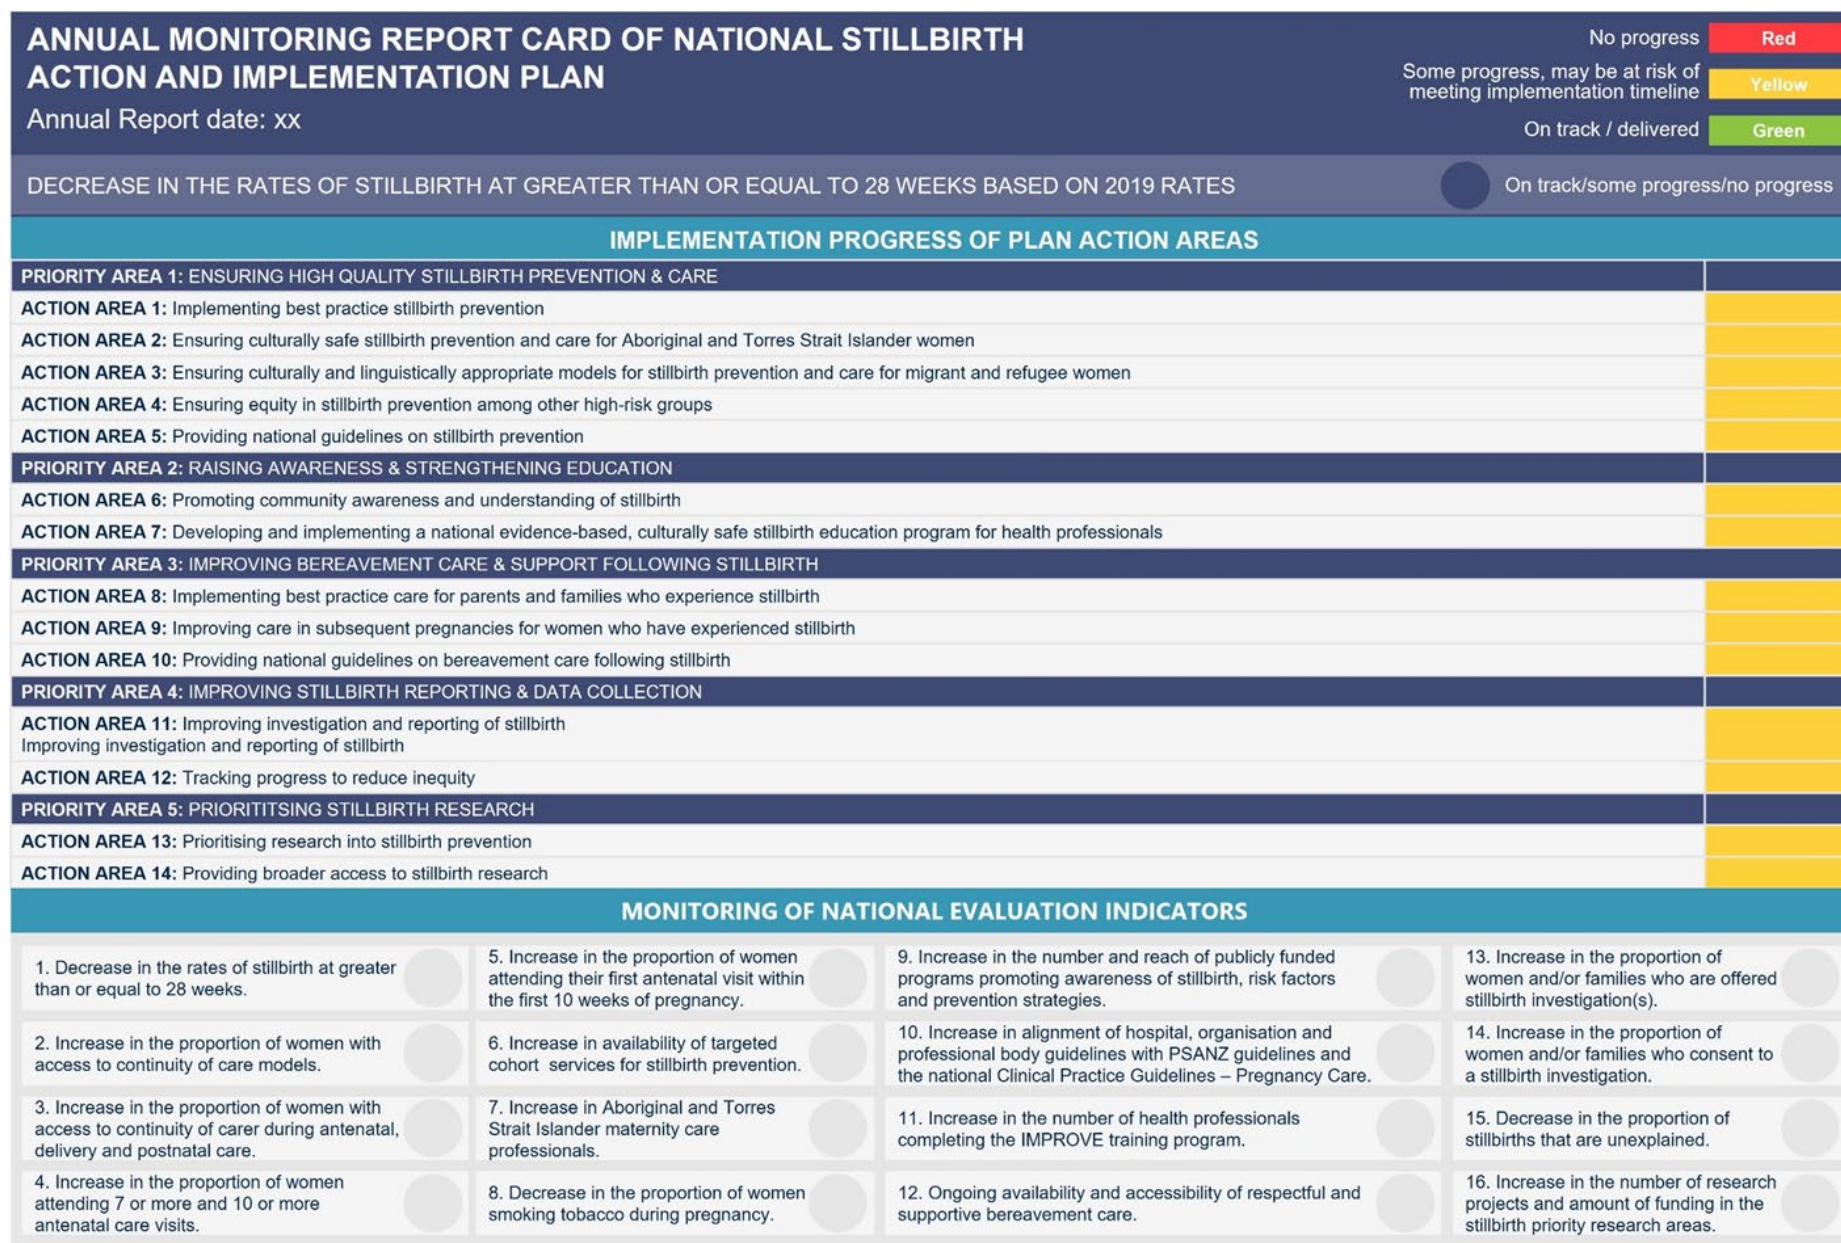 ANNUAL MONITORING REPORT CARD OF NATIONAL STILLBIRTH
ACTION AND IMPLEMENTATION PLAN
Annual Report date: xx
No progress
Red
Some progress, may be at risk of
meeting implementation timeline
Yellow
On track / delivered
Green
DECREASE IN THE RATES OF STILLBIRTH AT GREATER THAN OR EQUAL TO 28 WEEKS BASED ON 2019 RATES
On track/some progress/no progress
IMPLEMENTATION PROGRESS OF PLAN ACTION AREAS
PRIORITY AREA 1: ENSURING HIGH QUALITY STILLBIRTH PREVENTION & CARE
ACTION AREA 1: Implementing best practice stillbirth prevention
ACTION AREA 2: Ensuring culturally safe stillbirth prevention and care for Aboriginal and Torres Strait Islander women
ACTION AREA 3: Ensuring culturally and linguistically appropriate models for stillbirth prevention and care for migrant and refugee women
ACTION AREA 4: Ensuring equity in stillbirth prevention among other high-risk groups
ACTION AREA 5: Providing national guidelines on stillbirth prevention
PRIORITY AREA 2: RAISING AWARENESS & STRENGTHENING EDUCATION
ACTION AREA 6: Promoting community awareness and understanding of stillbirth
ACTION AREA 7: Developing and implementing a national evidence-based, culturally safe stillbirth education program for health professionals
PRIORITY AREA 3: IMPROVING BEREAVEMENT CARE & SUPPORT FOLLOWING STILLBIRTH
ACTION AREA 8: Implementing best practice care for parents and families who experience stillbirth
ACTION AREA 9: Improving care in subsequent pregnancies for women who have experienced stillbirth
ACTION AREA 10: Providing national guidelines on bereavement care following stillbirth
PRIORITY AREA 4: IMPROVING STILLBIRTH REPORTING & DATA COLLECTION
ACTION AREA 11: Improving investigation and reporting of stillbirth
Improving investigation and reporting of stillbirth
ACTION AREA 12: Tracking progress to reduce inequity
PRIORITY AREA 5: PRIORITITSING STILLBIRTH RESEARCH
ACTION AREA 13: Prioritising research into stillbirth prevention
ACTION AREA 14: Providing broader access to stillbirth research
MONITORING OF NATIONAL EVALUATION INDICATORS
1. Decrease in the rates of stillbirth at greater
than or equal to 28 weeks.
2. Increase in the proportion of women with
access to continuity of care models.
3. Increase in the proportion of women with
access to continuity of carer during antenatal,
delivery and postnatal care.
4. Increase in the proportion of women
attending 7 or more and 10 or more
antenatal care visits.
5. Increase in the proportion of women
attending their first antenatal visit within
the first 10 weeks of pregnancy.
6. Increase in availability of targeted
cohort services for stillbirth prevention.
7. Increase in Aboriginal and Torres
Strait Islander maternity care
professionals.
8. Decrease in the proportion of women
smoking tobacco during pregnancy.
9. Increase in the number and reach of publicly funded
programs promoting awareness of stillbirth, risk factors
and prevention strategies.
10. Increase in alignment of hospital, organisation and
professional body guidelines with PSANZ guidelines and
the national Clinical Practice Guidelines – Pregnancy Care.
11. Increase in the number of health professionals
completing the IMPROVE training program.
12. Ongoing availability and accessibility of respectful and
supportive bereavement care.
13. Increase in the proportion of
women and/or families who are offered
stillbirth investigation(s).
14. Increase in the proportion of
women and/or families who consent to
a stillbirth investigation.
15. Decrease in the proportion of
stillbirths that are unexplained.
16. Increase in the number of research
projects and amount of funding in the
stillbirth priority research areas.